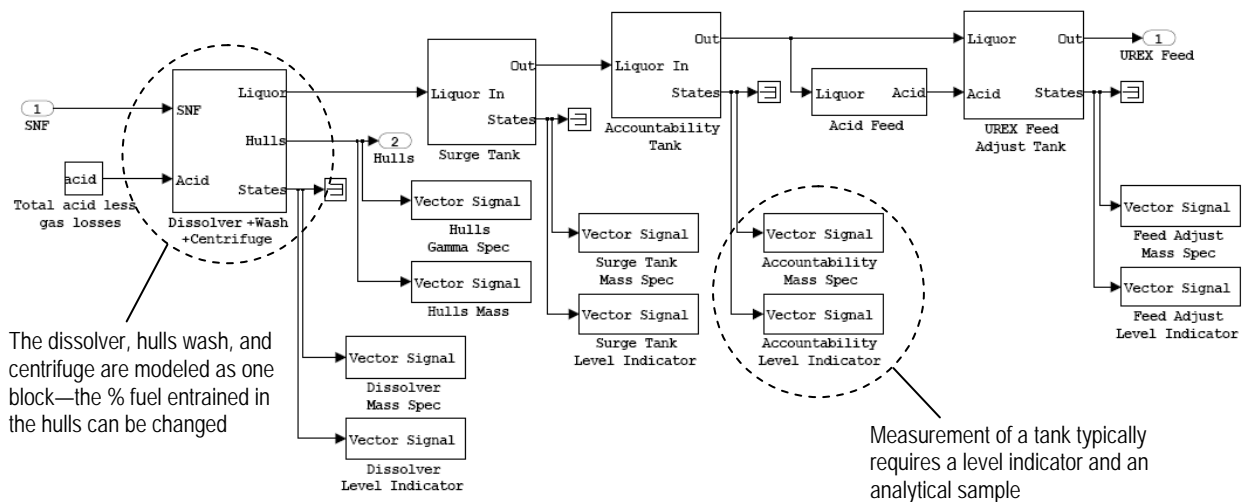 1
SNF
acid
Total acid less
gas losses
SNF
Acid
Liquor
Hulls
States
Dissolver +Wash
+Centrifuge
2
Hulls
Vector Signal
Hulls
Gamma Spec
Vector Signal
Hulls Mass
Vector Signal
Dissolver
Mass Spec
Vector Signal
Dissolver
Level Indicator
Liquor In
Out
States
Surge Tank
Vector Signal
Surge Tank
Mass Spec
Vector Signal
Surge Tank
Level Indicator
Liquor In
Out
States
Accountability
Tank
Vector Signal
Accountability
Mass Spec
Vector Signal
Accountability
Level Indicator
Liquor
Acid
Acid Feed
Liquor
Acid
Out
States
UREX Feed
Adjust Tank
1
UREX Feed
Vector Signal
Feed Adjust
Mass Spec
Vector Signal
Feed Adjust
Level Indicator
The dissolver, hulls wash, and
centrifuge are modeled as one
block—the % fuel entrained in
the hulls can be changed
Measurement of a tank typically
requires a level indicator and an
analytical sample